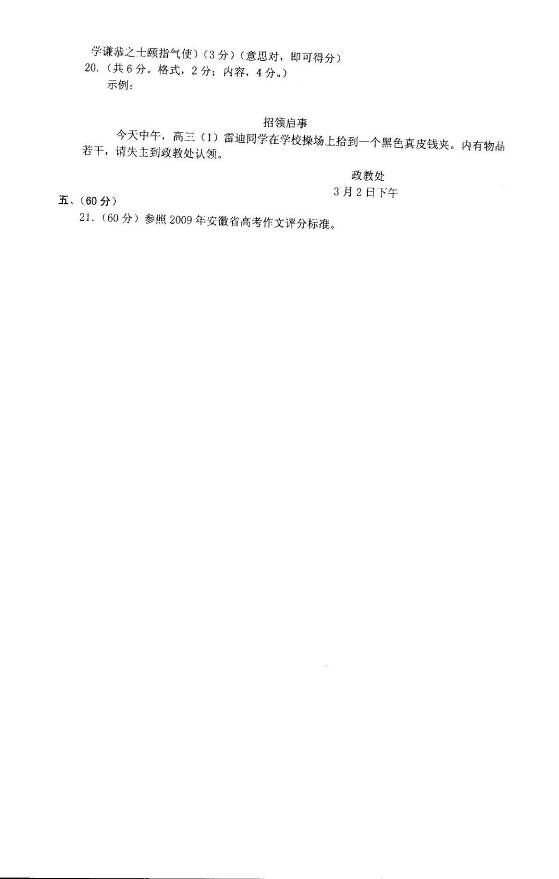 学谦恭之士颐指气使）（3分）（意思对，即可得分）
20.（共6分。格式，2分；内容，4分。）
示例：
招领启事
今天中午，高三（1）雷迪同学在学校操场上拾到一个黑色真皮钱夹。内有物品
若干，请失主到政教处认领。
政教处
3月2日下午
五、（60分）
21.（60分）参照2009年安徽省高考作文评分标准。